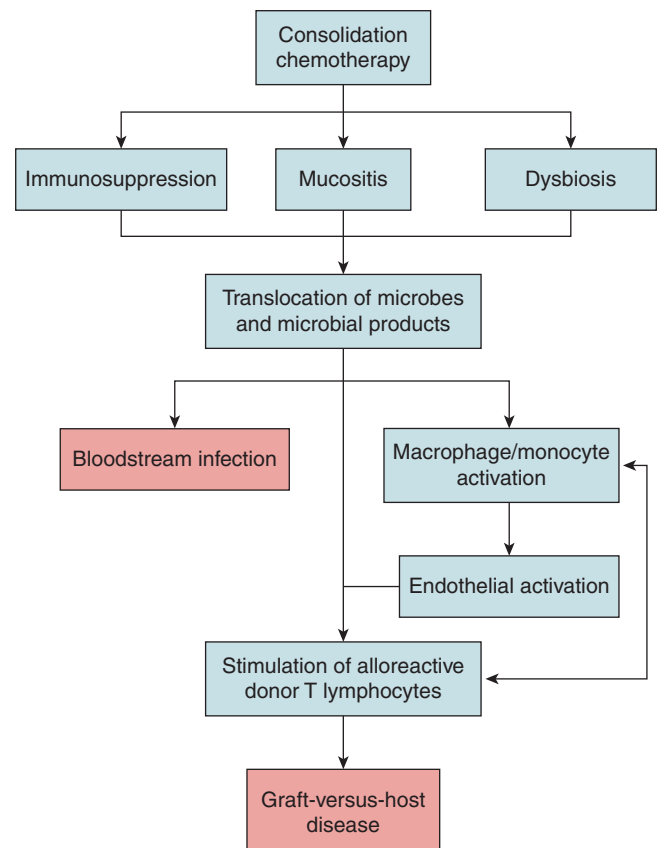 Consolidation
chemotherapy
Immunosuppression
Mucositis
Dysbiosis
Translocation of microbes
and microbial products
Bloodstream infection
Macrophage/monocyte
activation
Endothelial activation
Stimulation of alloreactive
donor T lymphocytes
Graft-versus-host
disease